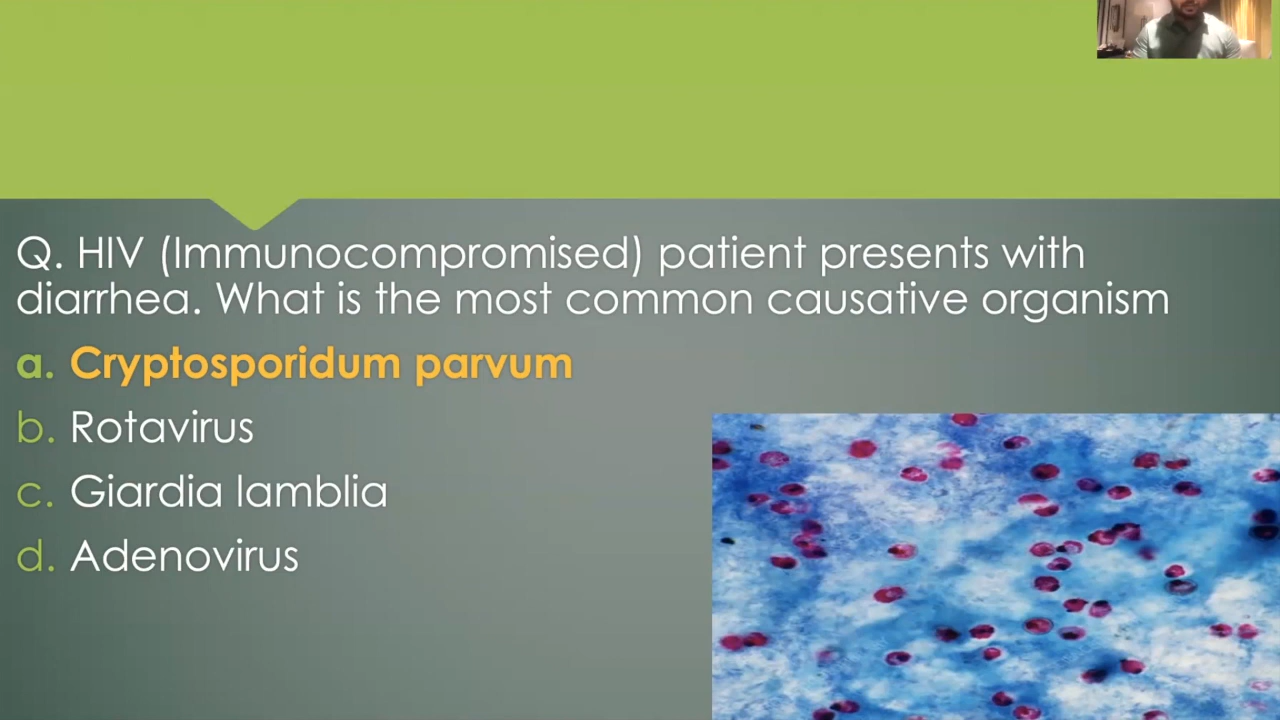 Q. HIV (Immunocompromised) patient presents with
diarrhea. What is the most common causative organism
a. Cryptosporidum parvum
b. Rotavirus
c. Giardia lamblia
d. Adenovirus